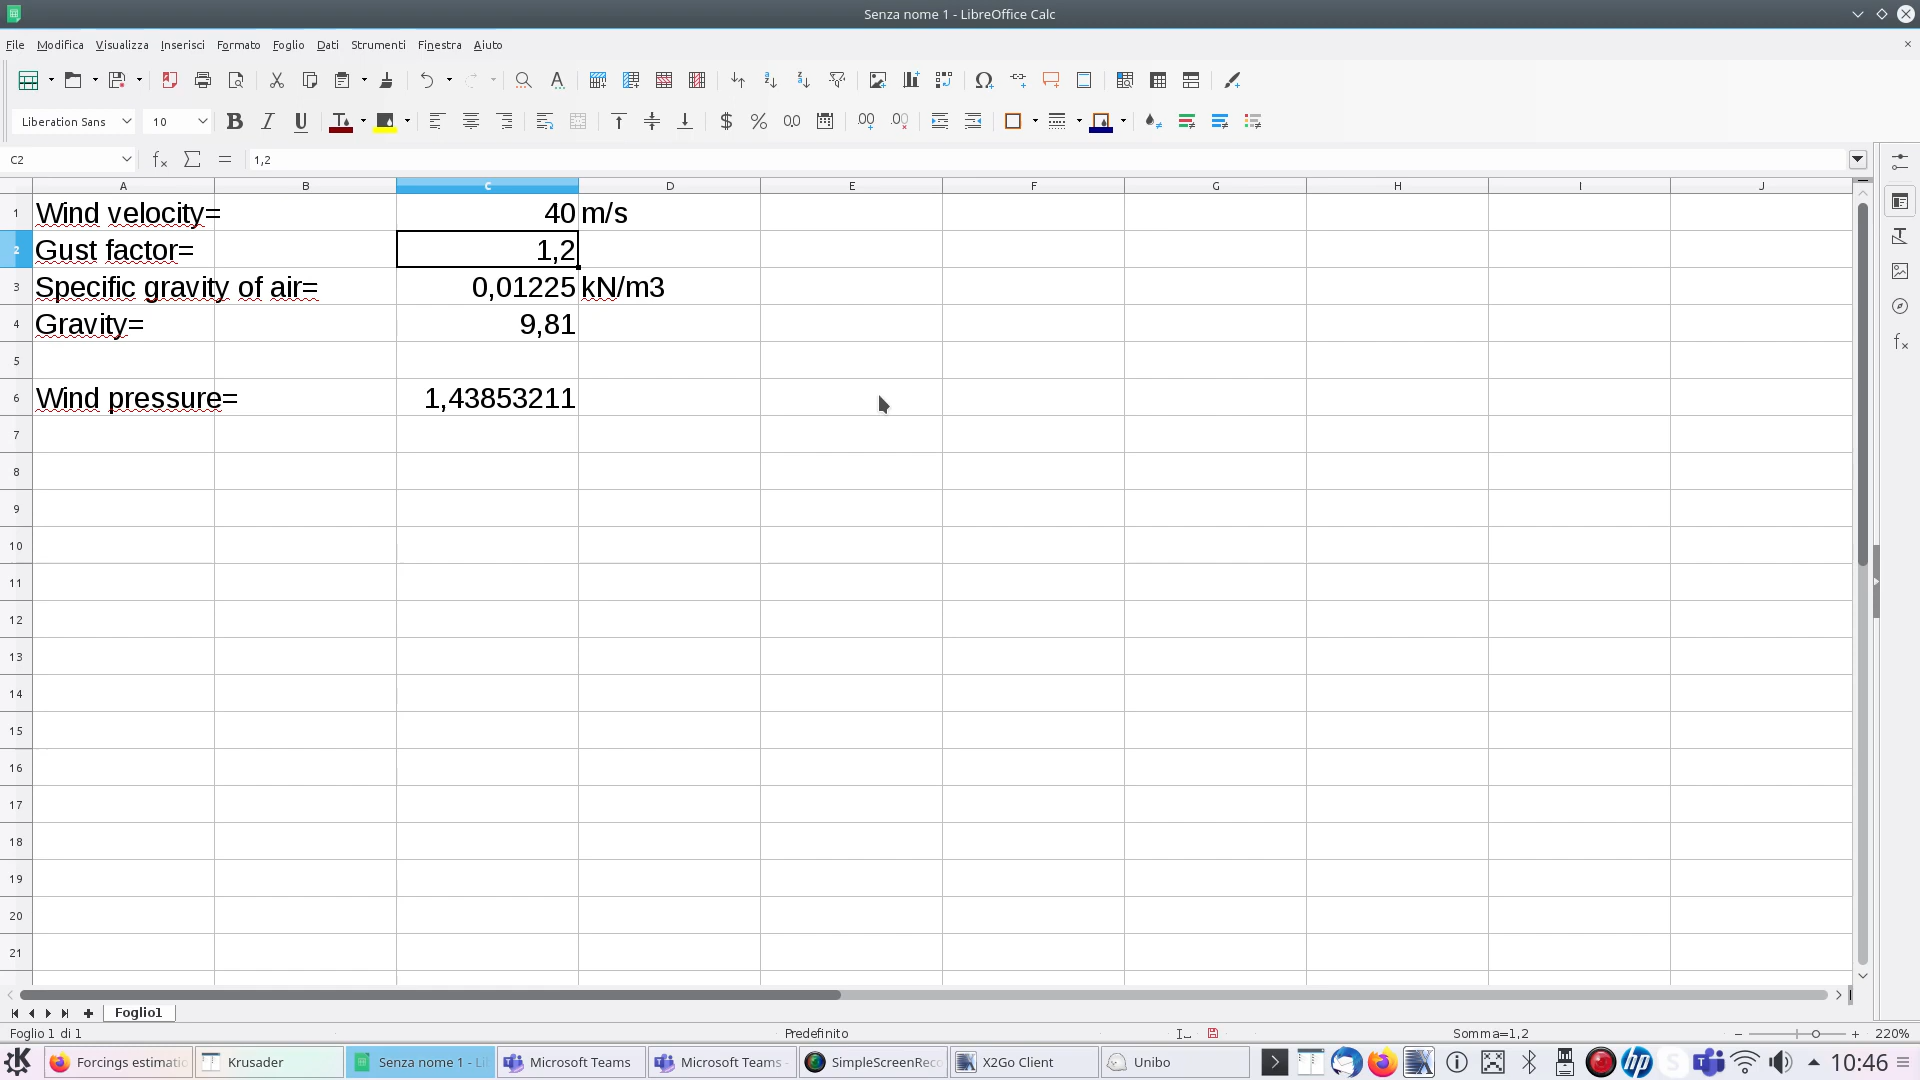 Senza nome 1 - LibreOffice Calc
File Modifica Visualizza Inserisci Formato Foglio Dati Strumenti Finestra Aiuto
Liberation Sans 10
C2 1,2
A B C D E F G H I J
1 Wind velocity= 40 m/s
2 Gust factor= 1,2
3 Specific gravity of air= 0,01225 kN/m3
4 Gravity= 9,81
5
6 Wind pressure= 1,43853211
7
8
9
10
11
12
13
14
15
16
17
18
19
20
21
Foglio1
Foglio 1 di 1 Predefinito Somma=1,2 220%
Forcings estimatio Krusader Senza nome 1 - Li Microsoft Teams Microsoft Teams - SimpleScreenRec X2Go Client Unibo 10:46